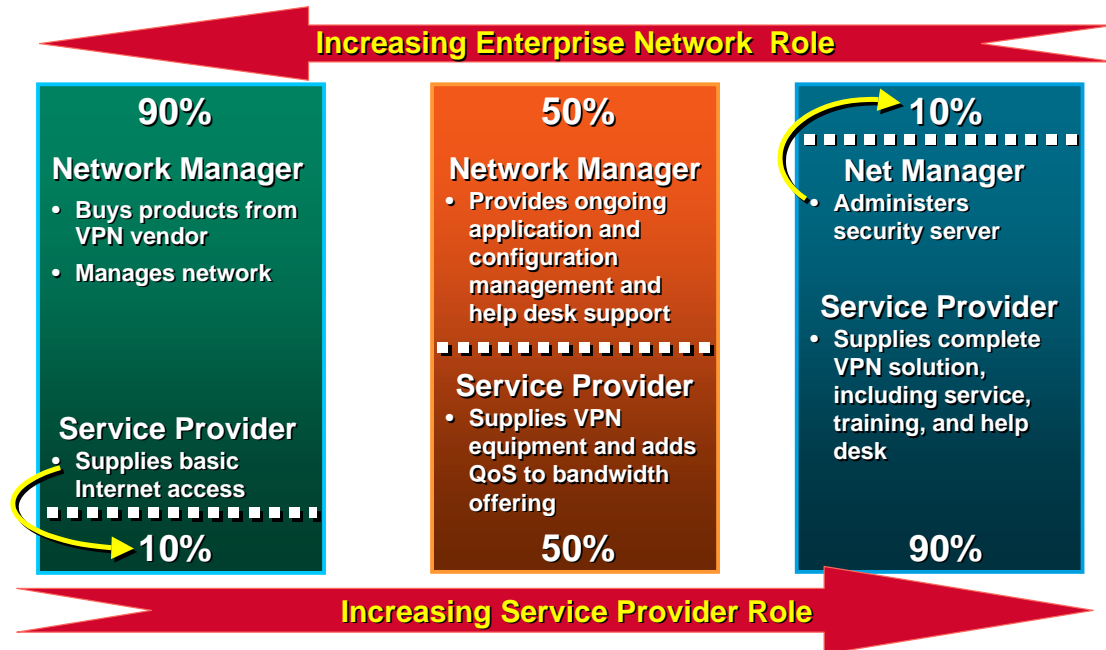 Increasing Enterprise Network Role
90%
Network Manager
• Buys products from
VPN vendor
• Manages network
Service Provider
• Supplies basic
Internet access
10%
50%
Network Manager
• Provides ongoing
application and
configuration
management and
help desk support
Service Provider
• Supplies VPN
equipment and adds
QoS to bandwidth
offering
50%
10%
Net Manager
• Administers
security server
Service Provider
• Supplies complete
VPN solution,
including service,
training, and help
desk
90%
Increasing Service Provider Role